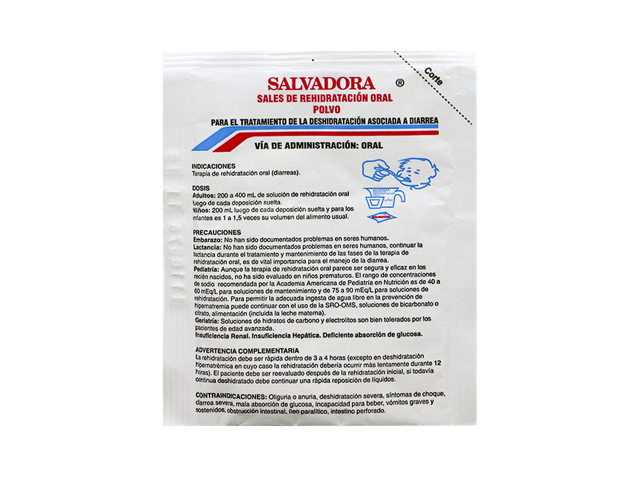 Corte
SALVADORA ®
SALES DE REHIDRATACIÓN ORAL
POLVO
PARA EL TRATAMIENTO DE LA DESHIDRATACIÓN ASOCIADA A DIARREA
VÍA DE ADMINISTRACIÓN: ORAL
INDICACIONES
Terapia de rehidratación oral (diarreas).
DOSIS
Adultos: 200 a 400 mL de solución de rehidratación oral
luego de cada deposición suelta.
Niños: 200 mL luego de cada deposición suelta y para los
infantes es 1 a 1,5 veces su volumen del alimento usual.
PRECAUCIONES
Embarazo: No han sido documentados problemas en seres humanos.
Lactancia: No han sido documentados problemas en seres humanos, continuar la
lactancia durante el tratamiento y mantenimiento de las fases de la terapia de
rehidratación oral, es de vital importancia para el manejo de la diarrea.
Pediatría: Aunque la terapia de rehidratación oral parece ser segura y eficaz en los
recién nacidos, no ha sido evaluado en niños prematuros. El rango de concentraciones
de sodio recomendada por la Academia Americana de Pediatría en Nutrición es de 40 a
60 mEq/L para soluciones de mantenimiento y de 75 a 90 mEq/L para soluciones de
rehidratación. Para permitir la adecuada ingesta de agua libre en la prevención de
hipernatremia puede continuar con el uso de la SRO-OMS, soluciones de bicarbonato o
citrato, alimentación (incluida la leche materna).
Geriatría: Soluciones de hidratos de carbono y electrolitos son bien tolerados por los
pacientes de edad avanzada.
Insuficiencia Renal. Insuficiencia Hepática. Deficiente absorción de glucosa.
ADVERTENCIA COMPLEMENTARIA
La rehidratación debe ser rápida dentro de 3 a 4 horas (excepto en deshidratación
hipernatrémica en cuyo caso la rehidratación debería ocurrir más lentamente durante 12
horas). El paciente debe ser reevaluado después de la rehidratación inicial, si todavía
continua deshidratado debe continuar una rápida reposición de líquidos.
CONTRAINDICACIONES: Oliguria o anuria, deshidratación severa, síntomas de choque,
diarrea severa, mala absorción de glucosa, incapacidad para beber, vómitos graves y
sostenidos, obstrucción intestinal, íleo paralítico, intestino perforado.